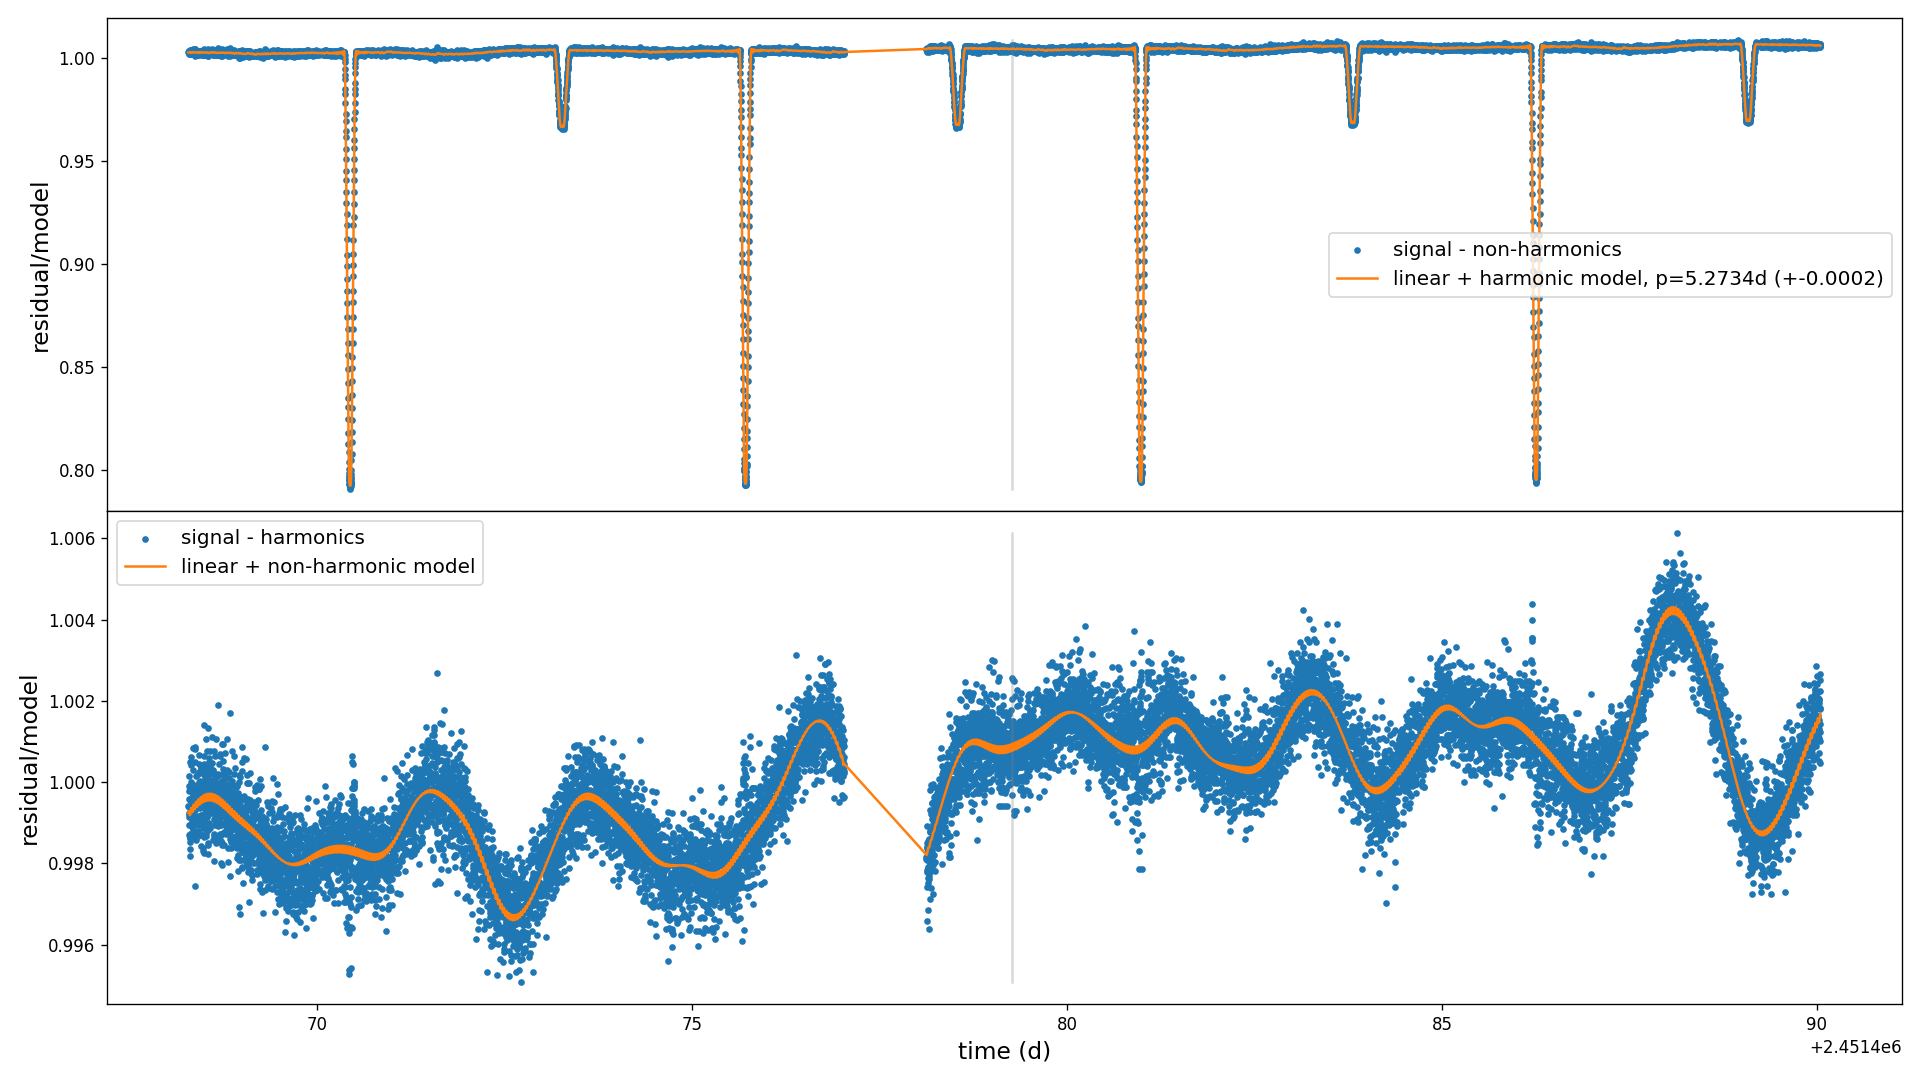 1.00
0.95
0.90
0.85
0.80
residual/model
signal - non-harmonics
linear + harmonic model, p=5.2734d (+-0.0002)
signal - harmonics
linear + non-harmonic model
1.006
1.004
1.002
1.000
0.998
0.996
residual/model
70 75 80 85 90
time (d)
+2.4514e6